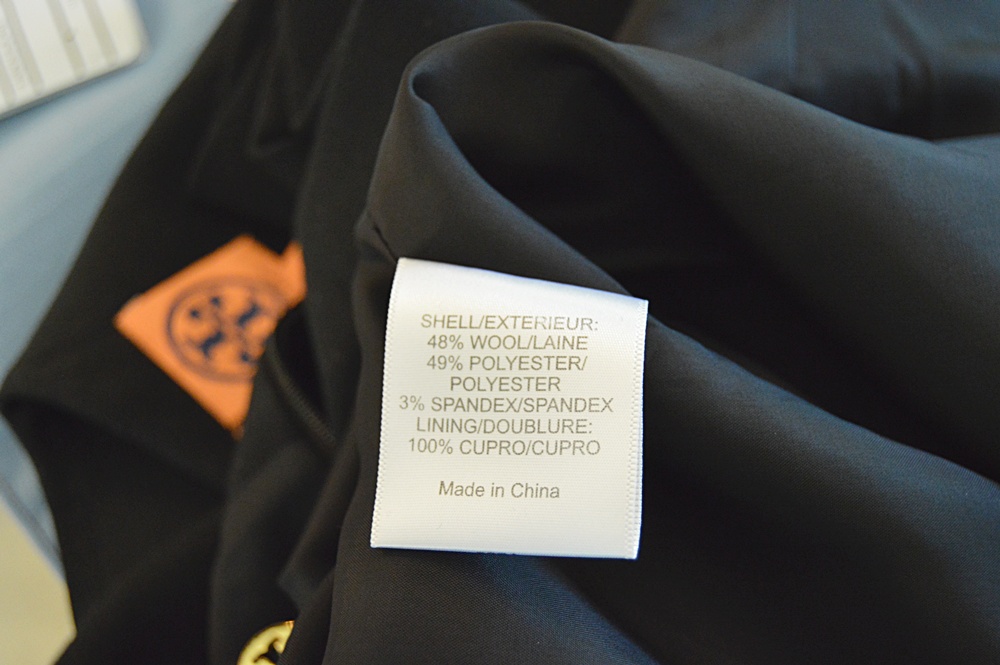 SHELL/EXTERIEUR:
48% WOOL/LAINE
49% POLYESTER/
POLYESTER
3% SPANDEX/SPANDEX
LINING/DOUBLURE:
100% CUPRO/CUPRO
Made in China